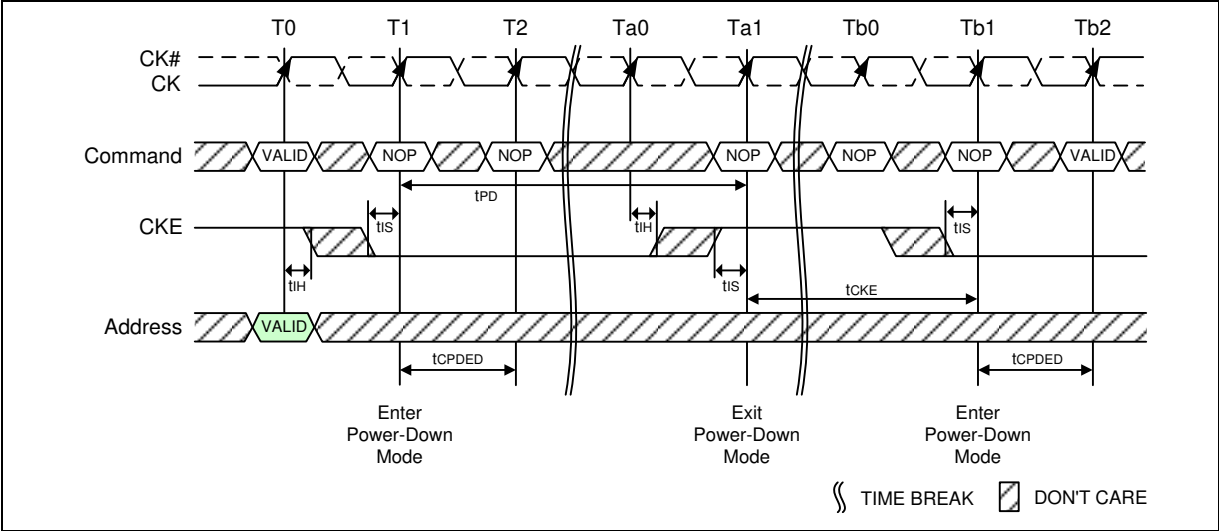 T0 T1 T2 Ta0 Ta1 Tb0 Tb1 Tb2
CK#
CK
Command VALID NOP NOP NOP NOP NOP VALID
tPD
CKE tIS tIH tIS
tIH tIS
tCKE
Address VALID
tCPDED tCPDED
Enter
Power-Down
Mode
Exit
Power-Down
Mode
Enter
Power-Down
Mode
TIME BREAK DON'T CARE